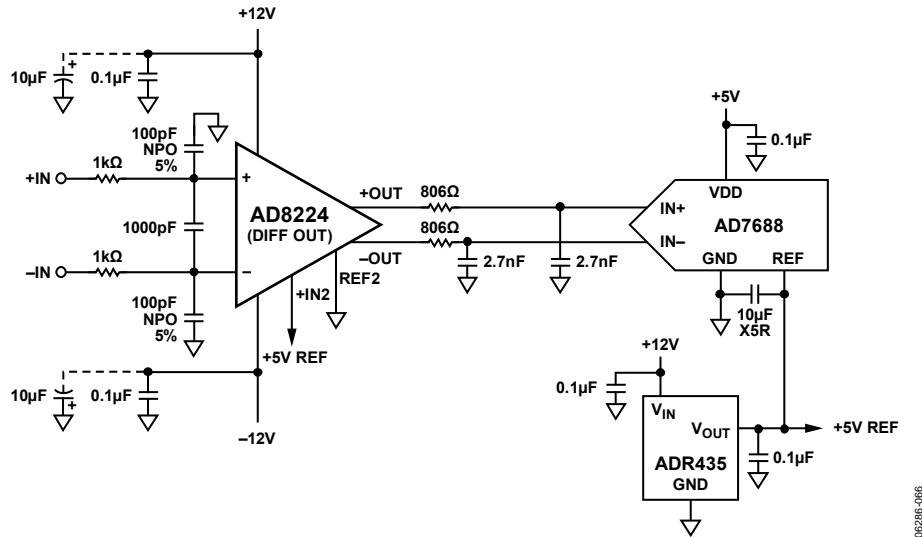 +12V
10µF
+
0.1µF
100pF
NPO
5%
1kΩ
+IN
1000pF
1kΩ
–IN
100pF
NPO
5%
10µF
+
0.1µF
–12V
+
–
AD8224
(DIFF OUT)
+OUT
–OUT
REF2
+IN2
+5V REF
806Ω
806Ω
2.7nF
2.7nF
+5V
0.1µF
VDD
IN+
IN–
AD7688
GND
REF
10µF
X5R
+12V
0.1µF
VIN
VOUT
ADR435
GND
+5V REF
0.1µF
06286-066